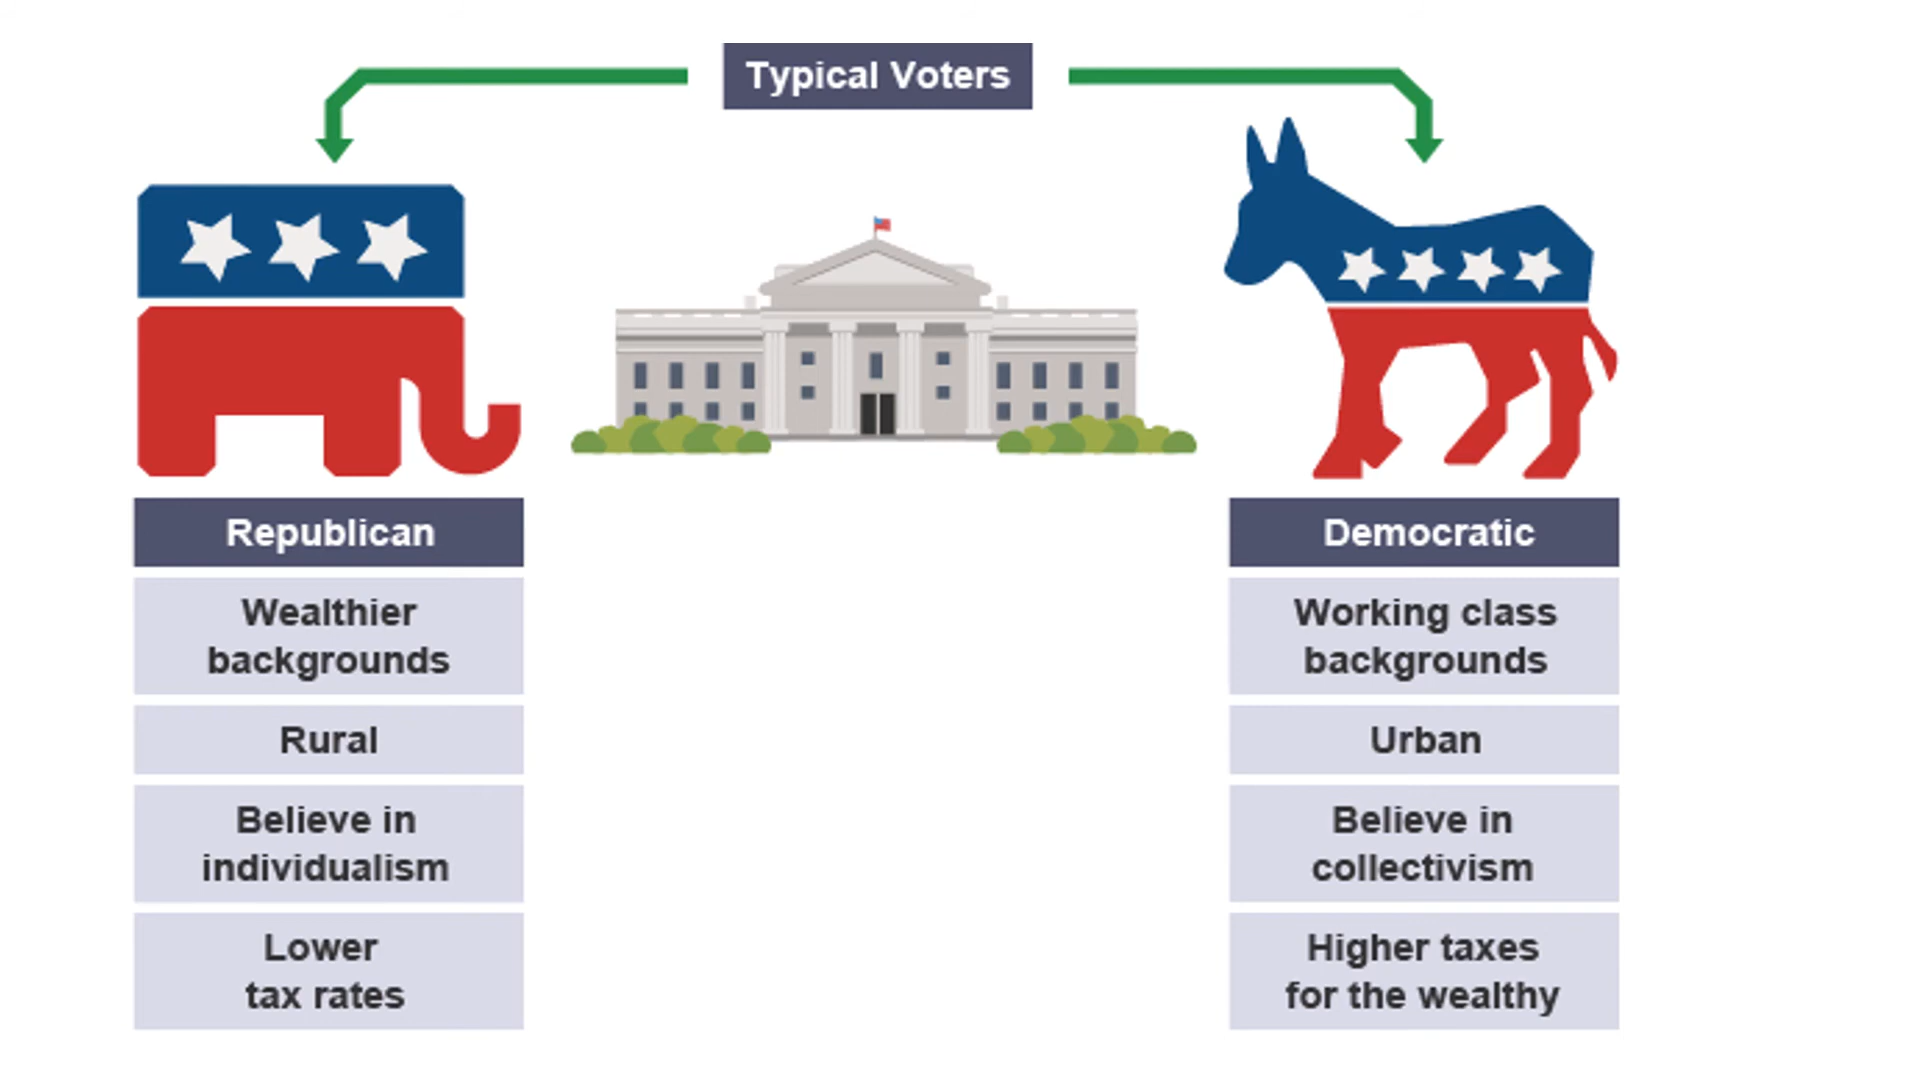 Typical Voters
Republican
Wealthier
backgrounds
Rural
Believe in
individualism
Lower
tax rates
Democratic
Working class
backgrounds
Urban
Believe in
collectivism
Higher taxes
for the wealthy